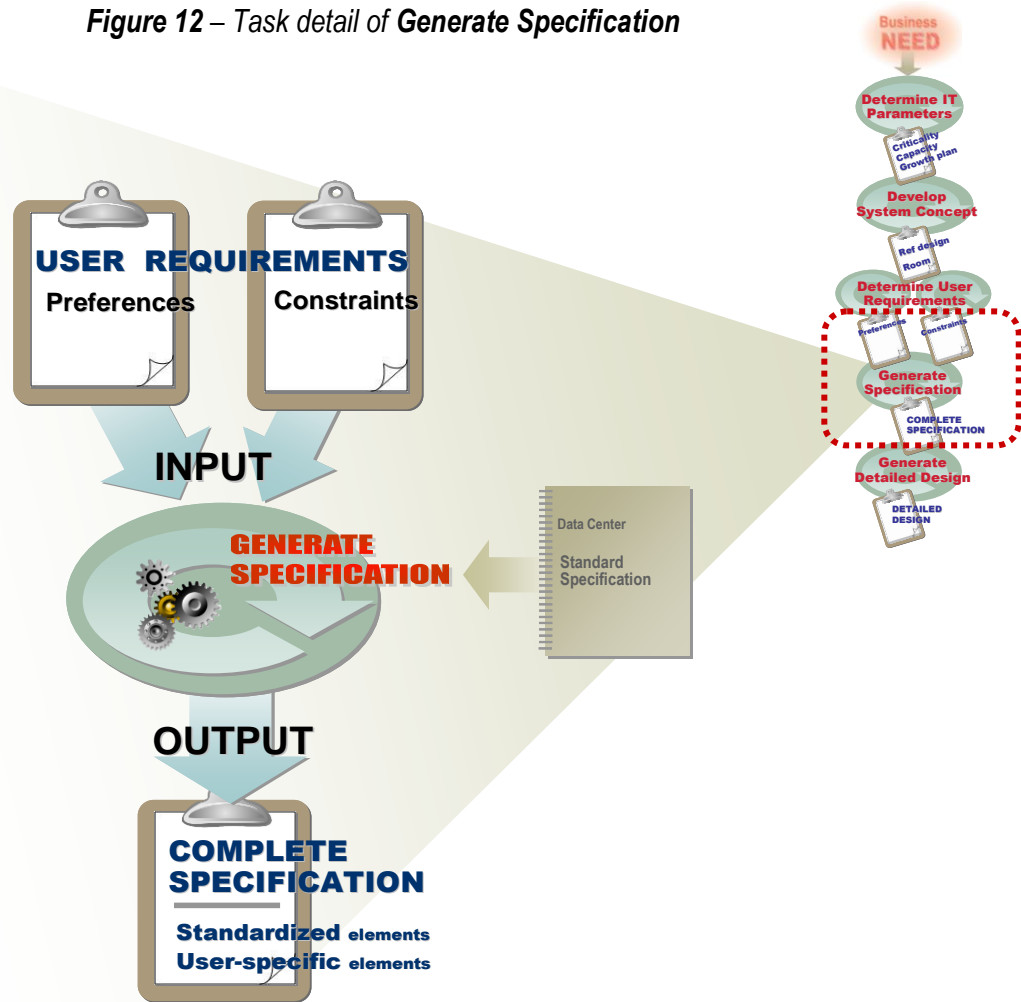 Figure 12 – Task detail of Generate Specification
USER REQUIREMENTS
Preferences
Constraints
INPUT
GENERATE
SPECIFICATION
Data Center
Standard
Specification
OUTPUT
COMPLETE
SPECIFICATION
Standardized elements
User-specific elements
Business
NEED
Determine IT
Parameters
Criticality
Capacity
Growth plan
Develop
System Concept
Ref design
Room
Determine User
Requirements
Preferences
Constraints
Generate
Specification
COMPLETE
SPECIFICATION
Generate
Detailed Design
DETAILED
DESIGN